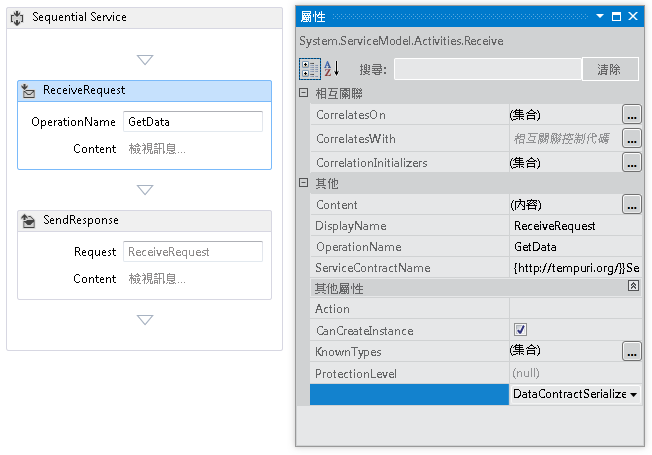 Sequential Service
ReceiveRequest
OperationName GetData
Content 檢視訊息...
SendResponse
Request ReceiveRequest
Content 檢視訊息...
屬性
System.ServiceModel.Activities.Receive
搜尋: 清除
相互關聯
CorrelatesOn (集合) ...
CorrelatesWith 相互關聯控制代碼 ...
CorrelationInitializers (集合) ...
其他
Content (內容) ...
DisplayName ReceiveRequest
OperationName GetData
ServiceContractName {http://tempuri.org/}}Se
其他屬性
Action
CanCreateInstance
KnownTypes (集合) ...
ProtectionLevel (null)
DataContractSerialize